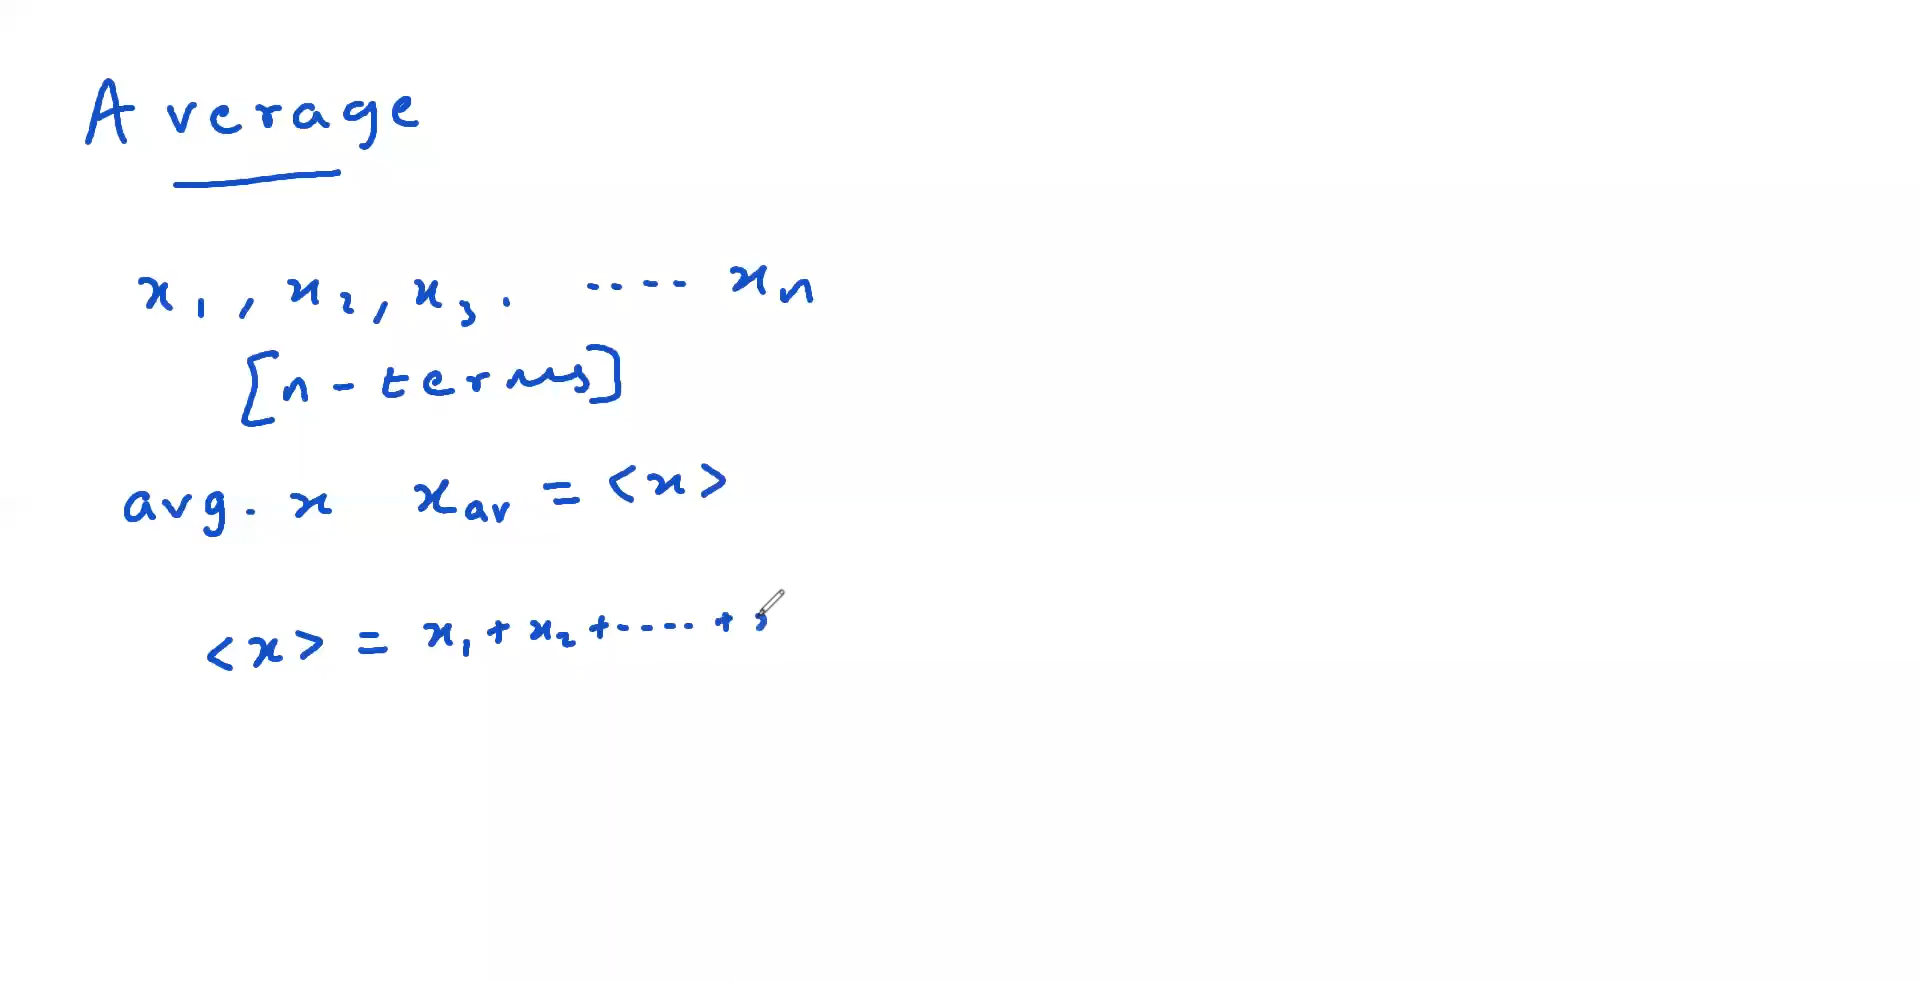 Average
x₁, x₂, x₃. .... xₙ
[n - terms]
avg. x xₐᵥ = <x>
<x> = x₁ + x₂ + .... +